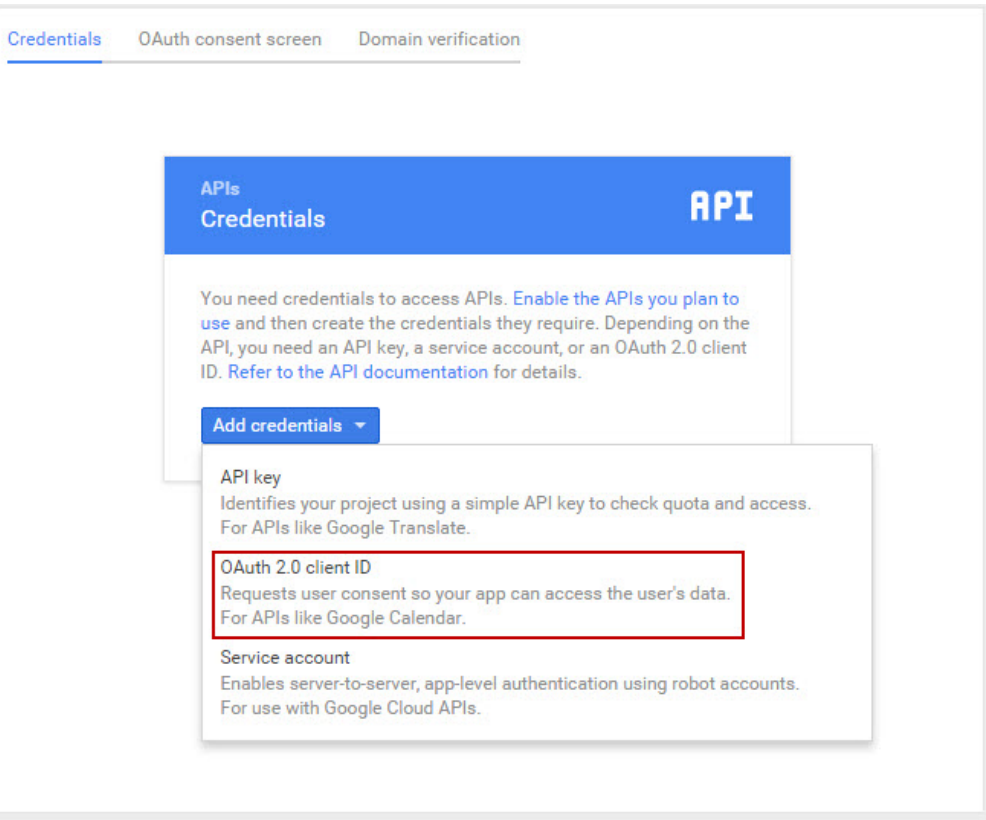 Credentials OAuth consent screen Domain verification
APIs
Credentials
API
You need credentials to access APIs. Enable the APIs you plan to
use and then create the credentials they require. Depending on the
API, you need an API key, a service account, or an OAuth 2.0 client
ID. Refer to the API documentation for details.
Add credentials
API key
Identifies your project using a simple API key to check quota and access.
For APIs like Google Translate.
OAuth 2.0 client ID
Requests user consent so your app can access the user's data.
For APIs like Google Calendar.
Service account
Enables server-to-server, app-level authentication using robot accounts.
For use with Google Cloud APIs.